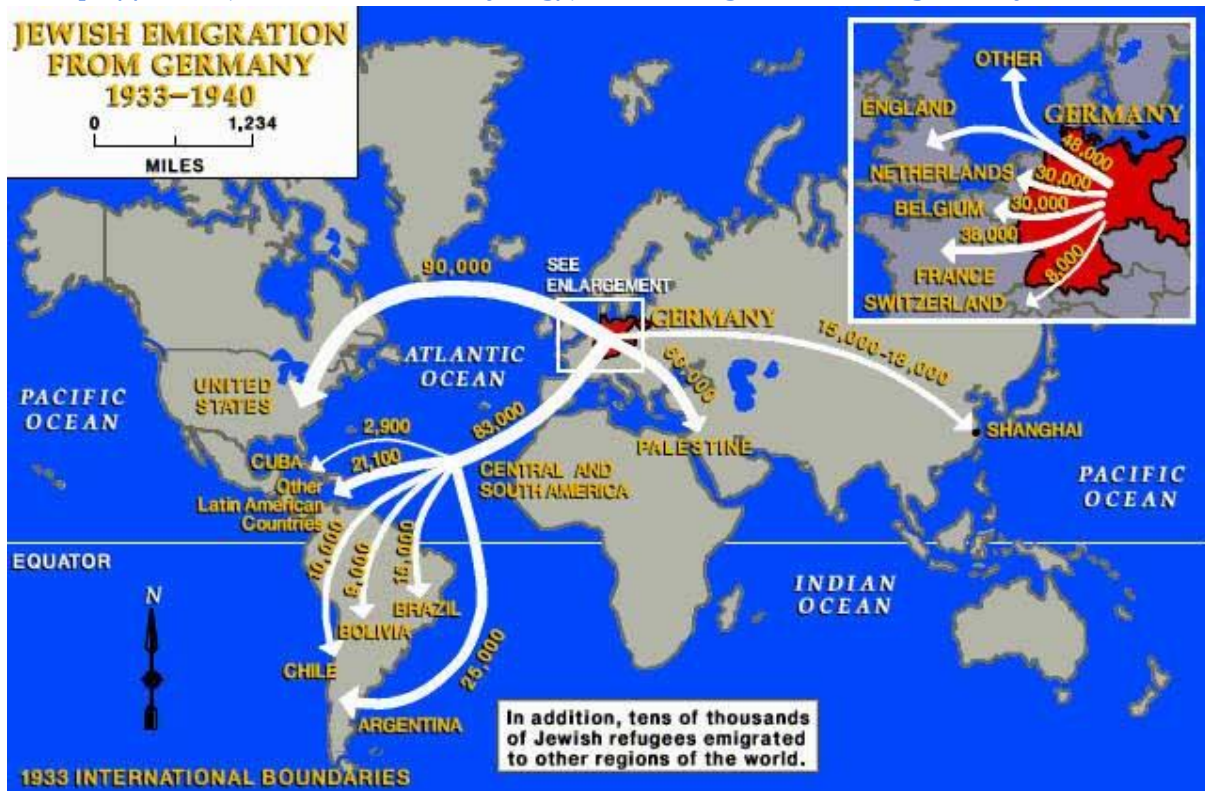 JEWISH EMIGRATION
FROM GERMANY
1933–1940
0 1,234
MILES
OTHER
ENGLAND
GERMANY
48,000
NETHERLANDS
30,000
BELGIUM
30,000
38,000
FRANCE
8,000
SWITZERLAND
90,000
SEE
ENLARGEMENT
GERMANY
15,000-18,000
60,000
ATLANTIC
OCEAN
UNITED
STATES
PACIFIC
OCEAN
83,000
2,900
CUBA
21,100
Other
Latin American
Countries
CENTRAL AND
SOUTH AMERICA
PALESTINE
SHANGHAI
PACIFIC
OCEAN
EQUATOR
10,000
9,000
15,000
INDIAN
OCEAN
N
BRAZIL
BOLIVIA
CHILE
25,000
ARGENTINA
In addition, tens of thousands
of Jewish refugees emigrated
to other regions of the world.
1933 INTERNATIONAL BOUNDARIES